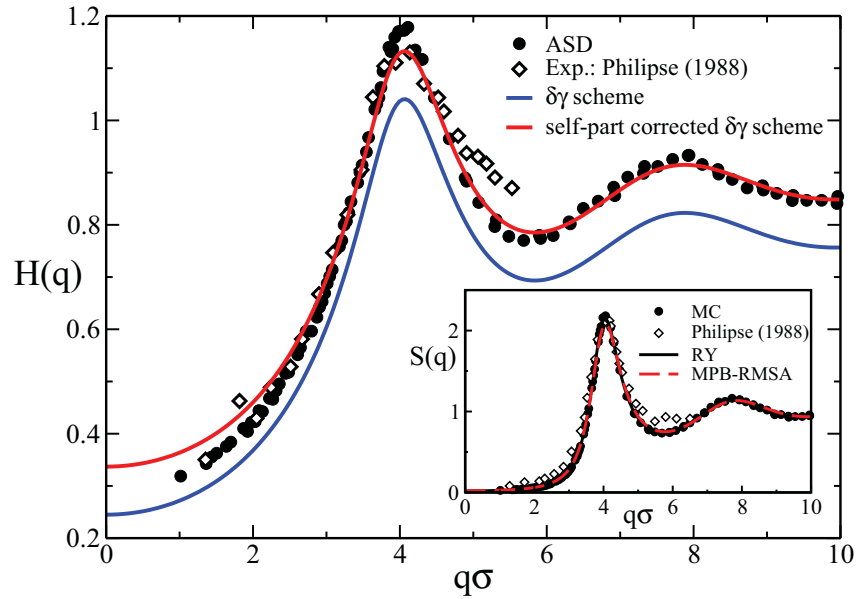 1.2
1
0.8
0.6
0.4
0.2
H(q)
0
2
4
6
8
10
qσ
ASD
Exp.: Philipse (1988)
δγ scheme
self-part corrected δγ scheme
2
1
0
S(q)
MC
Philipse (1988)
RY
MPB-RMSA
0
2
4
6
8
10
qσ